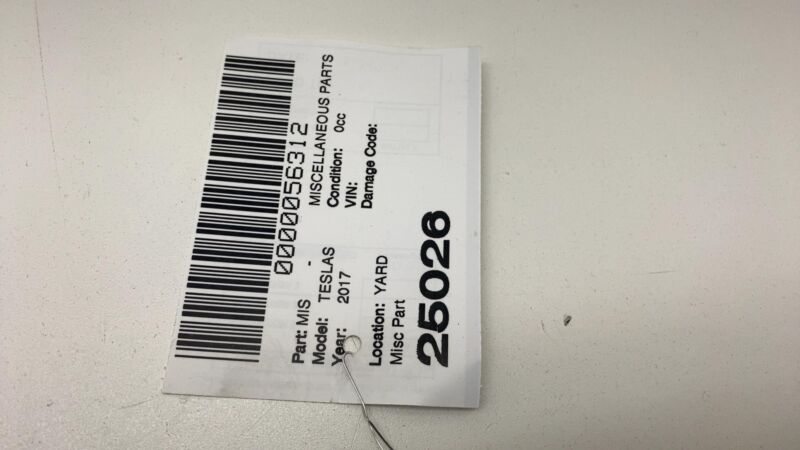 0000056312
Part: MIS - MISCELLANEOUS PARTS
Model: TESLAS Condition: 0cc
Year: 2017 VIN:
Damage Code:
Location: YARD
Misc Part
25026